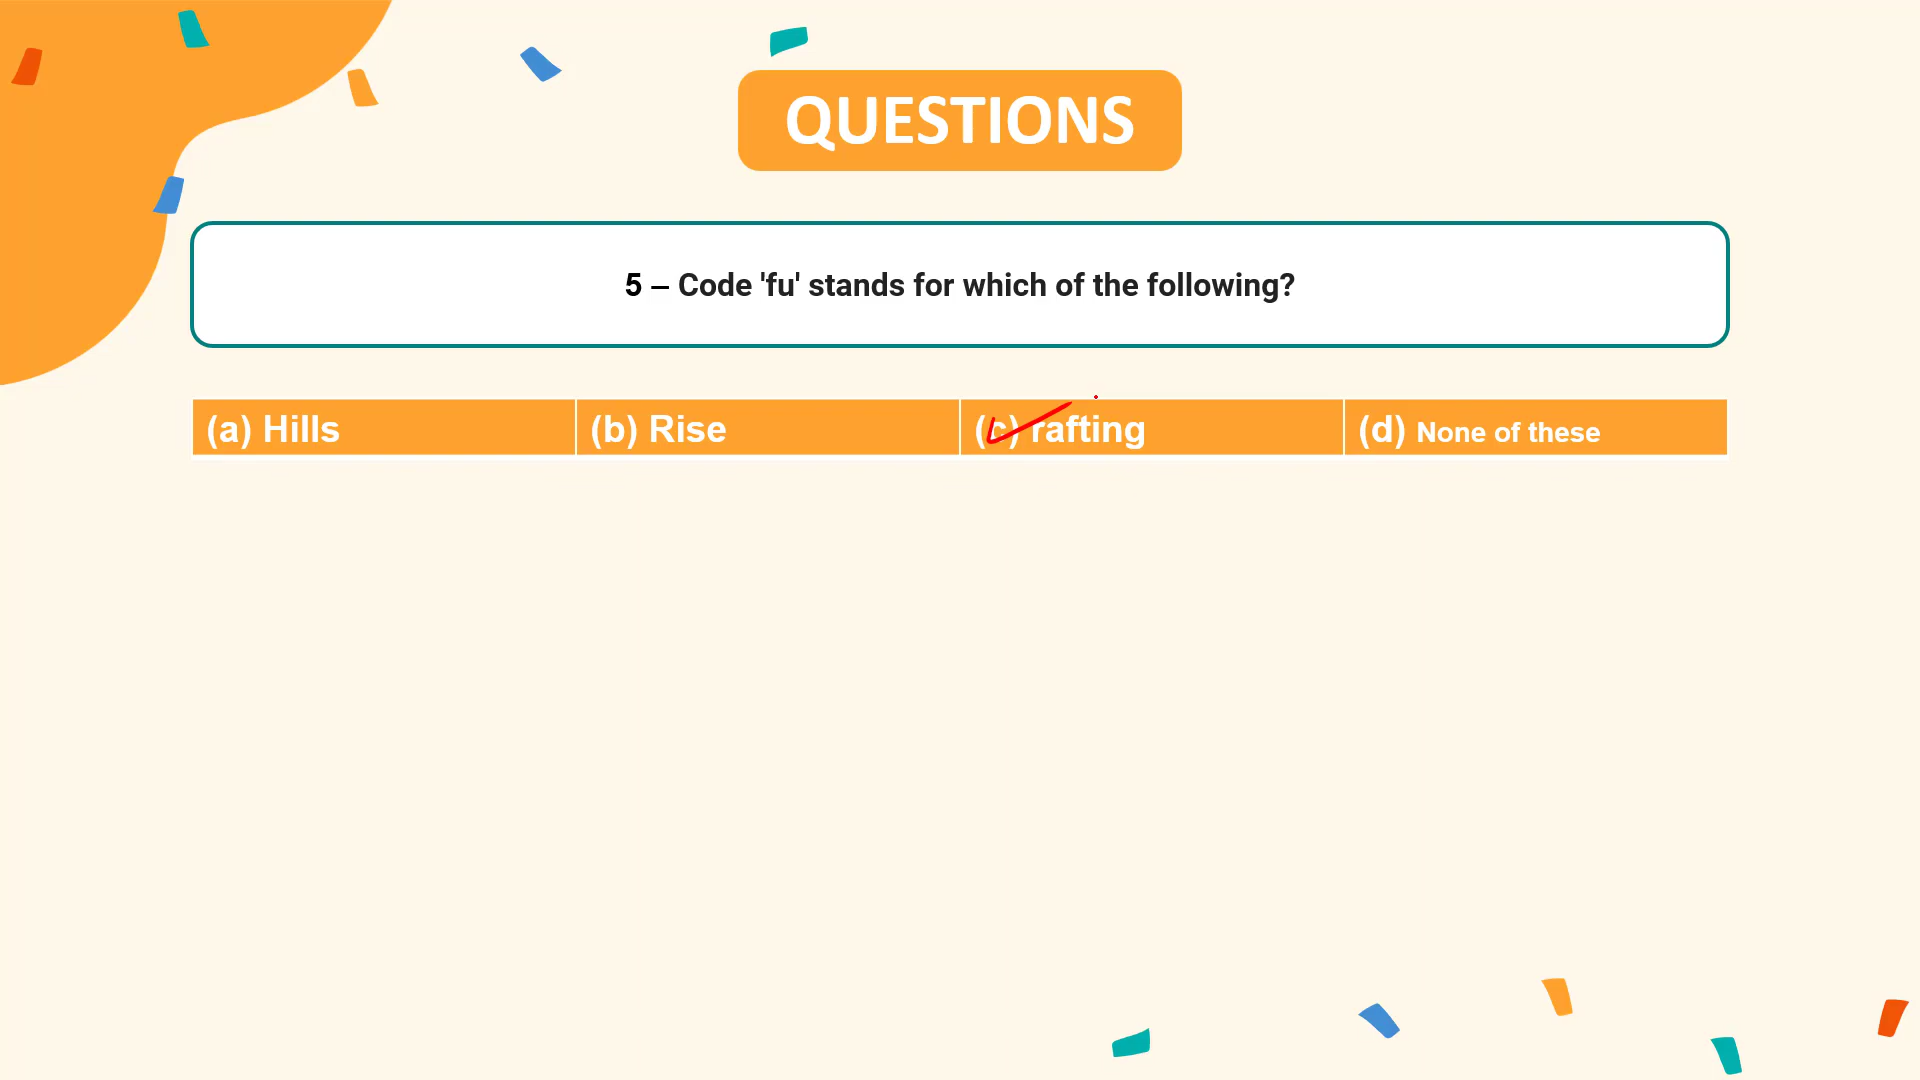 QUESTIONS
5 – Code 'fu' stands for which of the following?
(a) Hills (b) Rise (c) rafting (d) None of these